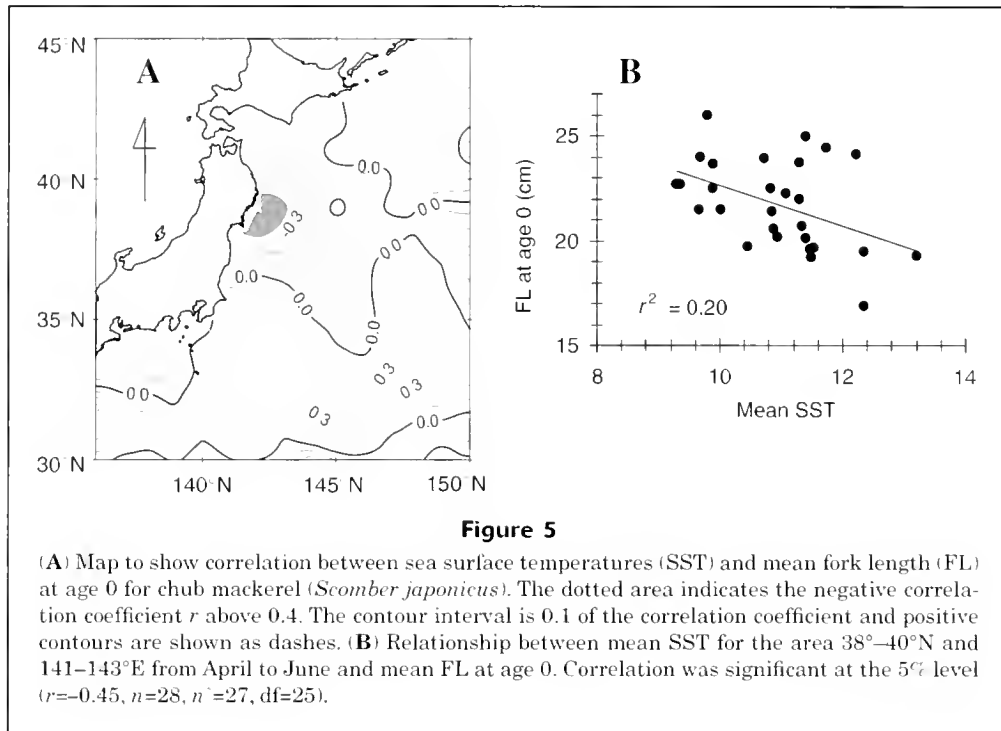 A
45°N
40°N
35°N
30°N
140°N
145°N
150°N
0.0
0.0
0.0
-0.3
0.0
0.0
0.0
0.0
0.0
0.3
0.3
0.3
0.0
B
FL at age 0 (cm)
25
20
15
r² = 0.20
8
10
12
14
Mean SST
Figure 5
(A) Map to show correlation between sea surface temperatures (SST) and mean fork length (FL)
at age 0 for chub mackerel (Scomber japonicus). The dotted area indicates the negative correla-
tion coefficient r above 0.4. The contour interval is 0.1 of the correlation coefficient and positive
contours are shown as dashes. (B) Relationship between mean SST for the area 38°–40°N and
141–143°E from April to June and mean FL at age 0. Correlation was significant at the 5% level
(r=–0.45, n=28, n*=27, df=25).